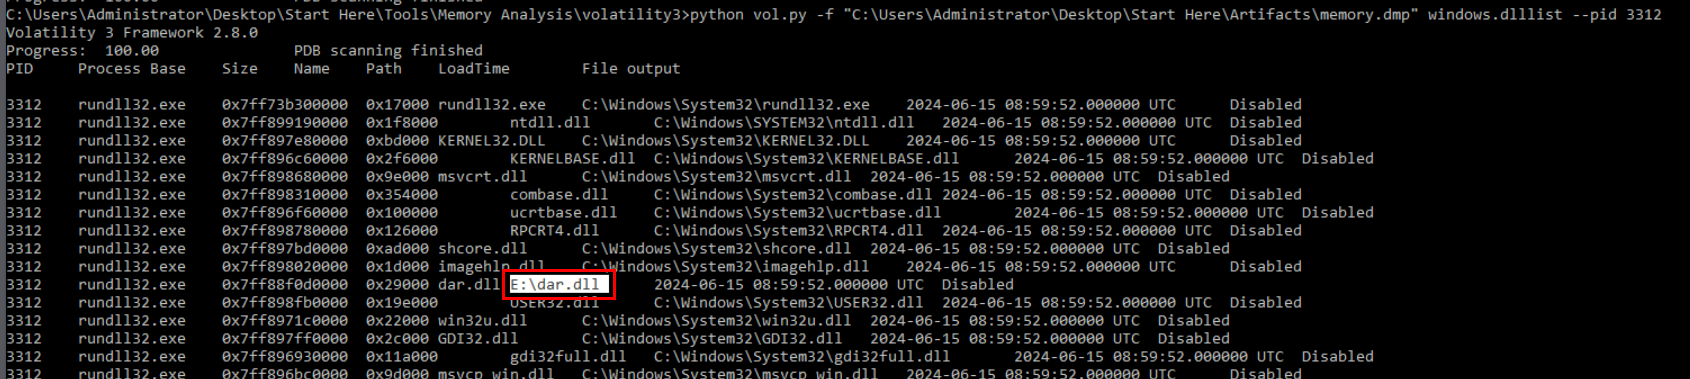 C:\Users\Administrator\Desktop\Start Here\Tools\Memory Analysis\volatility3>python vol.py -f "C:\Users\Administrator\Desktop\Start Here\Artifacts\memory.dmp" windows.dlllist --pid 3312
Volatility 3 Framework 2.8.0
Progress: 100.00 PDB scanning finished
PID Process Base Size Name Path LoadTime File output
3312 rundll32.exe 0x7ff73b300000 0x17000 rundll32.exe C:\Windows\System32\rundll32.exe 2024-06-15 08:59:52.000000 UTC Disabled
3312 rundll32.exe 0x7ff899190000 0x1f8000 ntdll.dll C:\Windows\SYSTEM32\ntdll.dll 2024-06-15 08:59:52.000000 UTC Disabled
3312 rundll32.exe 0x7ff897e80000 0xbd000 KERNEL32.DLL C:\Windows\System32\KERNEL32.DLL 2024-06-15 08:59:52.000000 UTC Disabled
3312 rundll32.exe 0x7ff896c60000 0x2f6000 KERNELBASE.dll C:\Windows\System32\KERNELBASE.dll 2024-06-15 08:59:52.000000 UTC Disabled
3312 rundll32.exe 0x7ff898680000 0x9e000 msvcrt.dll C:\Windows\System32\msvcrt.dll 2024-06-15 08:59:52.000000 UTC Disabled
3312 rundll32.exe 0x7ff898310000 0x354000 combase.dll C:\Windows\System32\combase.dll 2024-06-15 08:59:52.000000 UTC Disabled
3312 rundll32.exe 0x7ff896f60000 0x100000 ucrtbase.dll C:\Windows\System32\ucrtbase.dll 2024-06-15 08:59:52.000000 UTC Disabled
3312 rundll32.exe 0x7ff898780000 0x126000 RPCRT4.dll C:\Windows\System32\RPCRT4.dll 2024-06-15 08:59:52.000000 UTC Disabled
3312 rundll32.exe 0x7ff897bd0000 0xad000 shcore.dll C:\Windows\System32\shcore.dll 2024-06-15 08:59:52.000000 UTC Disabled
3312 rundll32.exe 0x7ff898020000 0x1d000 imagehlp.dll C:\Windows\System32\imagehlp.dll 2024-06-15 08:59:52.000000 UTC Disabled
3312 rundll32.exe 0x7ff88f0d0000 0x29000 dar.dll E:\dar.dll 2024-06-15 08:59:52.000000 UTC Disabled
3312 rundll32.exe 0x7ff898fb0000 0x19e000 USER32.dll C:\Windows\System32\USER32.dll 2024-06-15 08:59:52.000000 UTC Disabled
3312 rundll32.exe 0x7ff8971c0000 0x22000 win32u.dll C:\Windows\System32\win32u.dll 2024-06-15 08:59:52.000000 UTC Disabled
3312 rundll32.exe 0x7ff897ff0000 0x2c000 GDI32.dll C:\Windows\System32\GDI32.dll 2024-06-15 08:59:52.000000 UTC Disabled
3312 rundll32.exe 0x7ff896930000 0x11a000 gdi32full.dll C:\Windows\System32\gdi32full.dll 2024-06-15 08:59:52.000000 UTC Disabled
3312 rundll32.exe 0x7ff896bc0000 0x9d000 msvcp_win.dll C:\Windows\System32\msvcp_win.dll 2024-06-15 08:59:52.000000 UTC Disabled